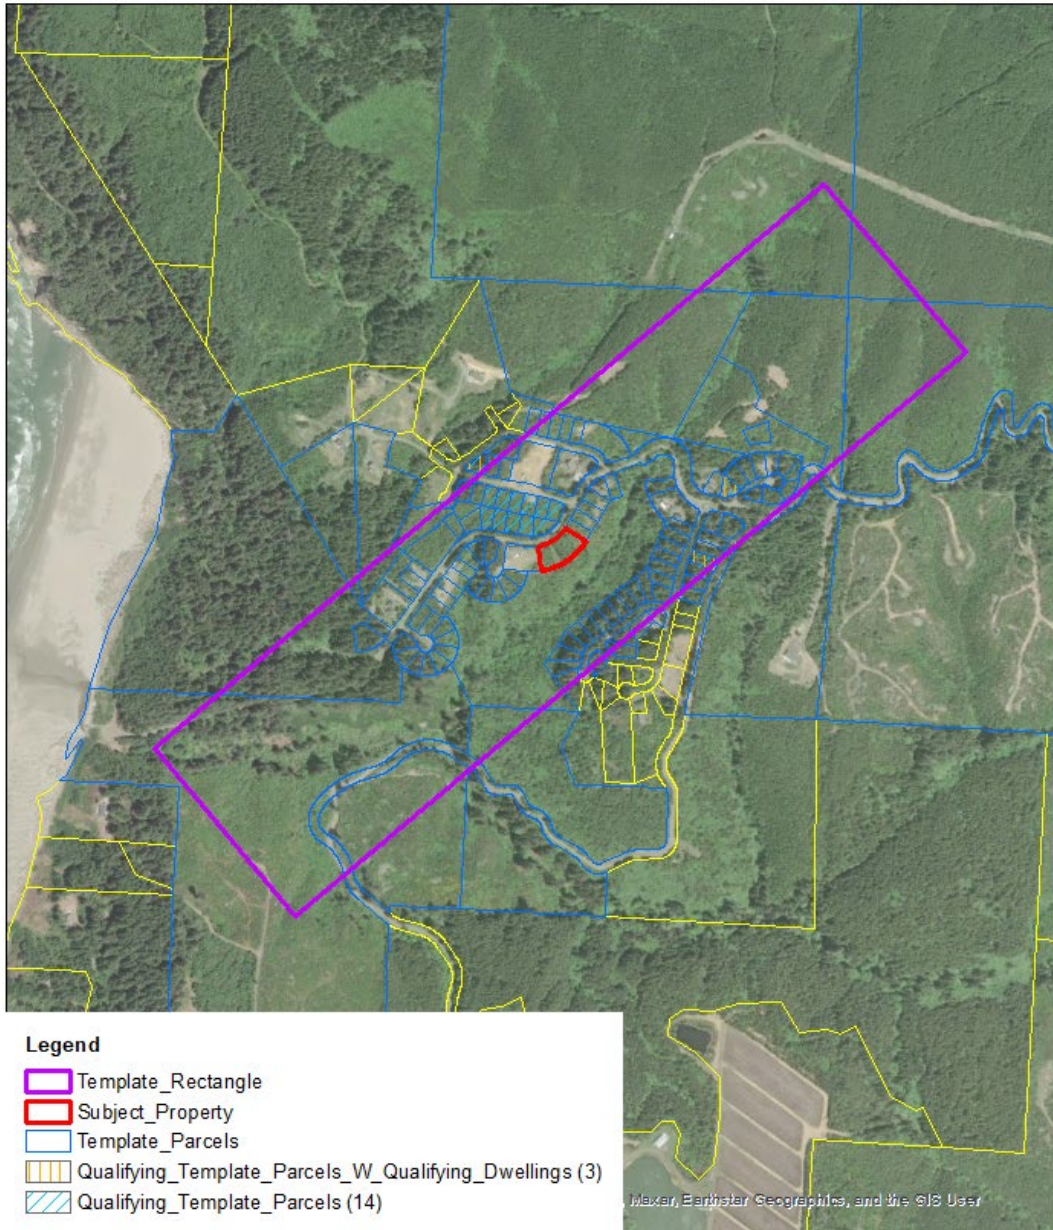 Legend
Template_Rectangle
Subject_Property
Template_Parcels
Qualifying_Template_Parcels_W_Qualifying_Dwellings (3)
Qualifying_Template_Parcels (14)
, Maxar, Earthstar Geographics, and the GIS User